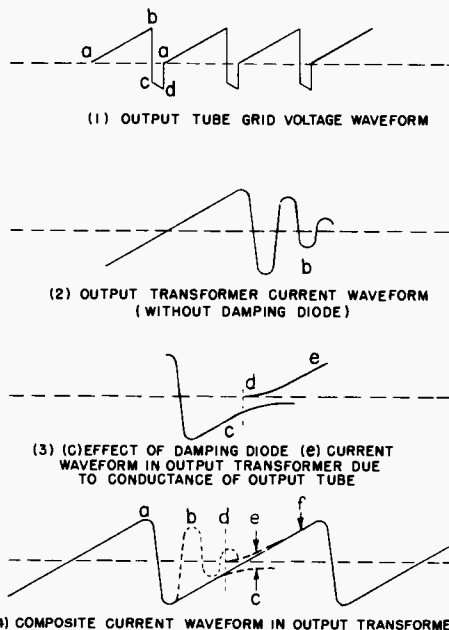 b
a a
c d
(1) OUTPUT TUBE GRID VOLTAGE WAVEFORM
b
(2) OUTPUT TRANSFORMER CURRENT WAVEFORM
(WITHOUT DAMPING DIODE)
e
d
c
(3) (C) EFFECT OF DAMPING DIODE (e) CURRENT
WAVEFORM IN OUTPUT TRANSFORMER DUE
TO CONDUCTANCE OF OUTPUT TUBE
a b d e f
c
4) COMPOSITE CURRENT WAVEFORM IN OUTPUT TRANSFORME